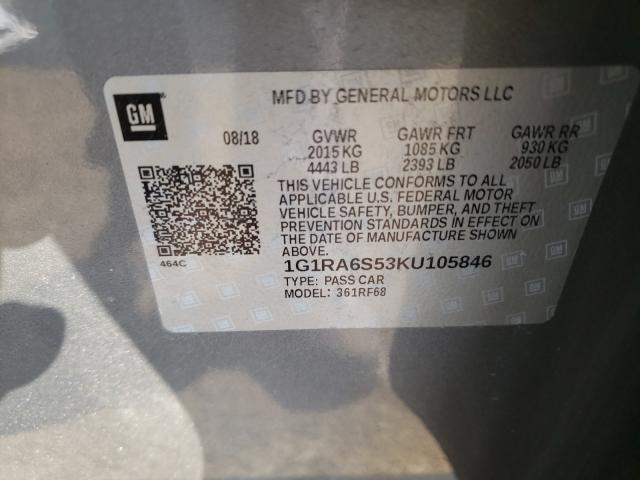 GM
MFD BY GENERAL MOTORS LLC
08/18 GVWR GAWR FRT GAWR RR
2015 KG 1085 KG 930 KG
4443 LB 2393 LB 2050 LB
THIS VEHICLE CONFORMS TO ALL
APPLICABLE U.S. FEDERAL MOTOR
VEHICLE SAFETY, BUMPER, AND THEFT
PREVENTION STANDARDS IN EFFECT ON
THE DATE OF MANUFACTURE SHOWN
ABOVE.
464C
1G1RA6S53KU105846
TYPE: PASS CAR
MODEL: 361RF68